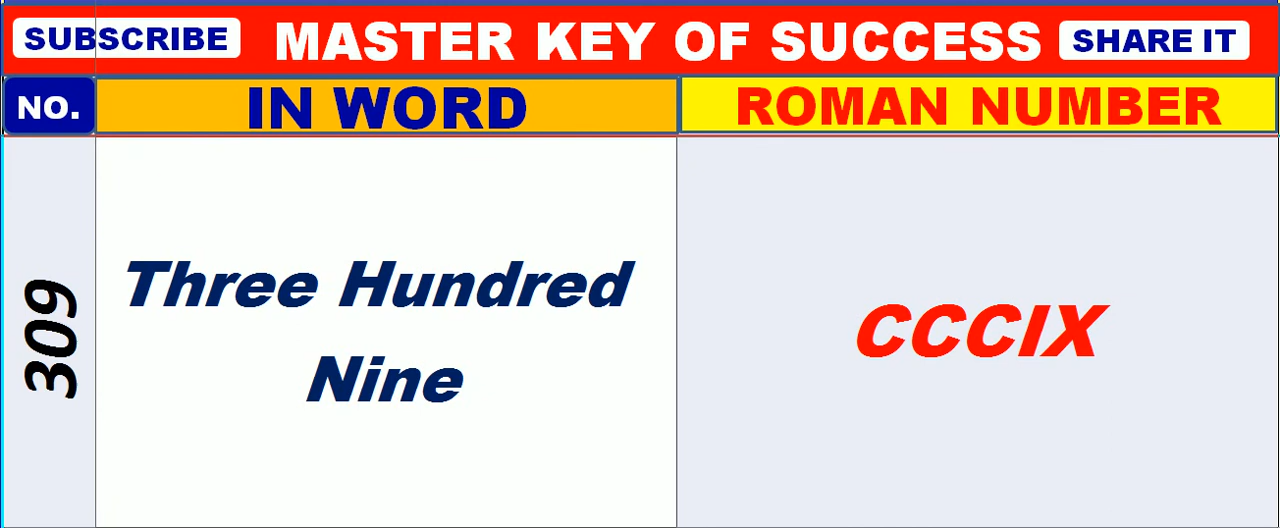 SUBSCRIBE MASTER KEY OF SUCCESS SHARE IT
NO. IN WORD ROMAN NUMBER
309
Three Hundred
Nine
CCCIX